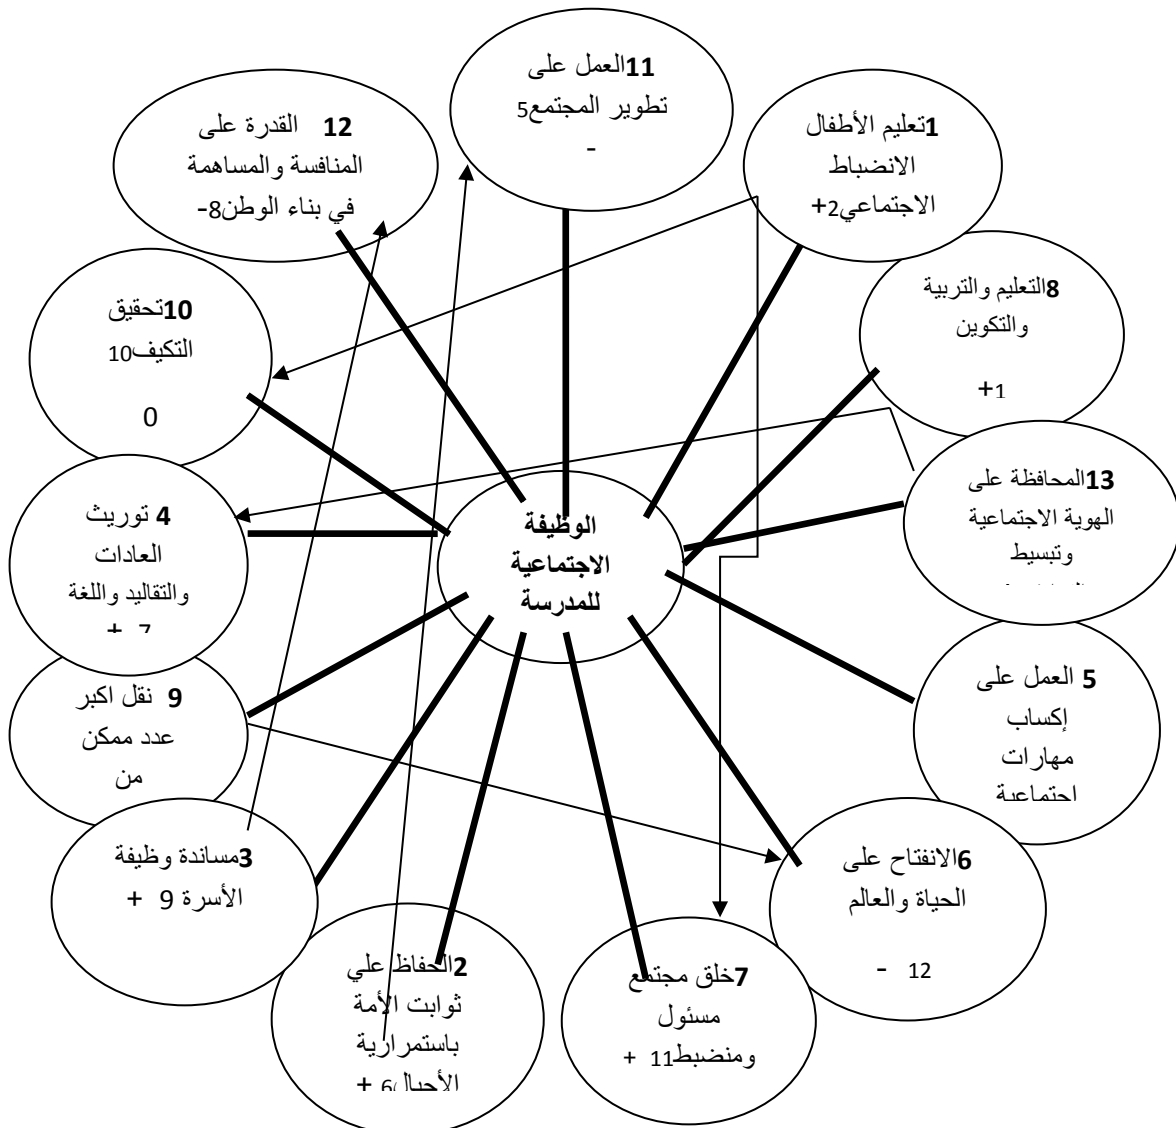 11العمل على
تطوير المجتمع5
-
12 القدرة على
المنافسة والمساهمة
في بناء الوطن8-
1تعليم الأطفال
الانضباط
الاجتماعي2+
8التعليم والتربية
والتكوين
+1
10تحقيق
التكيف10
0
13المحافظة على
الهوية الاجتماعية
وتبسيط
4 توريث
العادات
والتقاليد واللغة
+ 7
الوظيفة
الاجتماعية
للمدرسة
5 العمل على
إكساب
مهارات
اجتماعية
9 نقل اكبر
عدد ممكن
من
6الانفتاح على
الحياة والعالم
- 12
3مساندة وظيفة
الأسرة 9 +
2الحفاظ علي
ثوابت الأمة
باستمرارية
الأجيال6 +
7خلق مجتمع
مسئول
ومنضبط11 +